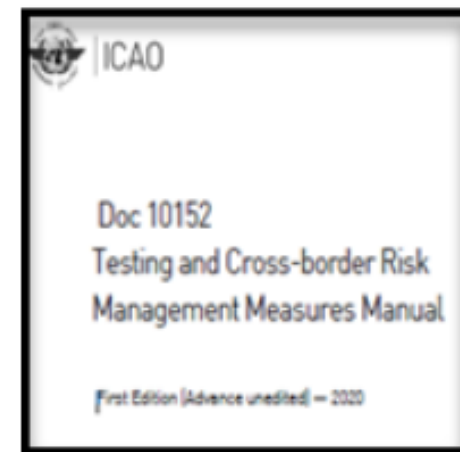 ICAO
Doc 10152
Testing and Cross-border Risk
Management Measures Manual
First Edition (Advance unedited) — 2020